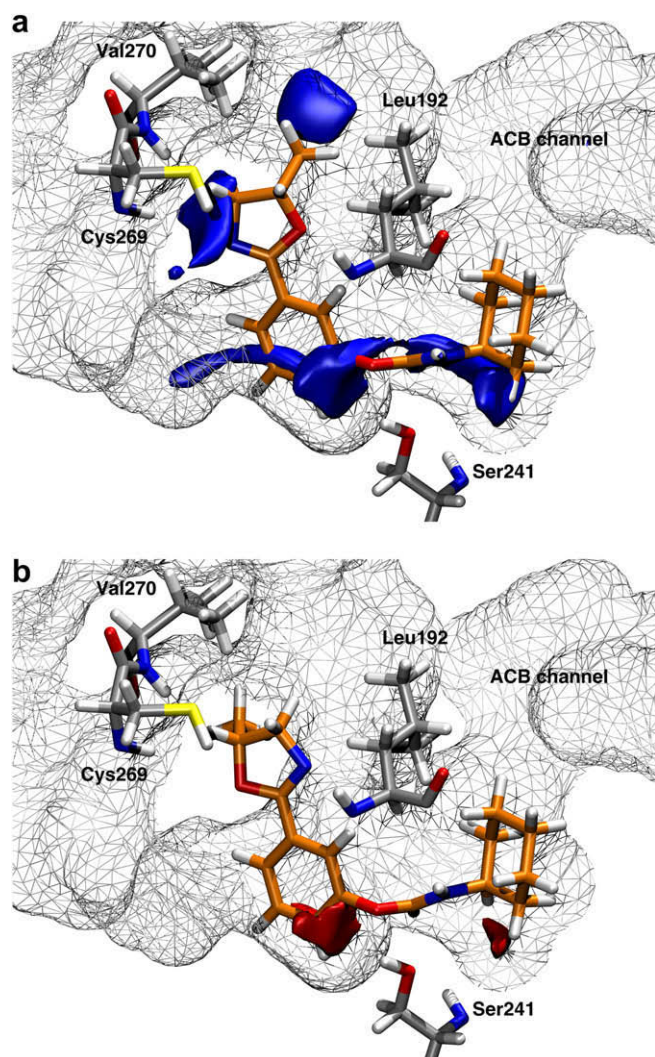 a
Val270
Leu192
ACB channel
Cys269
Ser241
b
Val270
Leu192
ACB channel
Cys269
Ser241